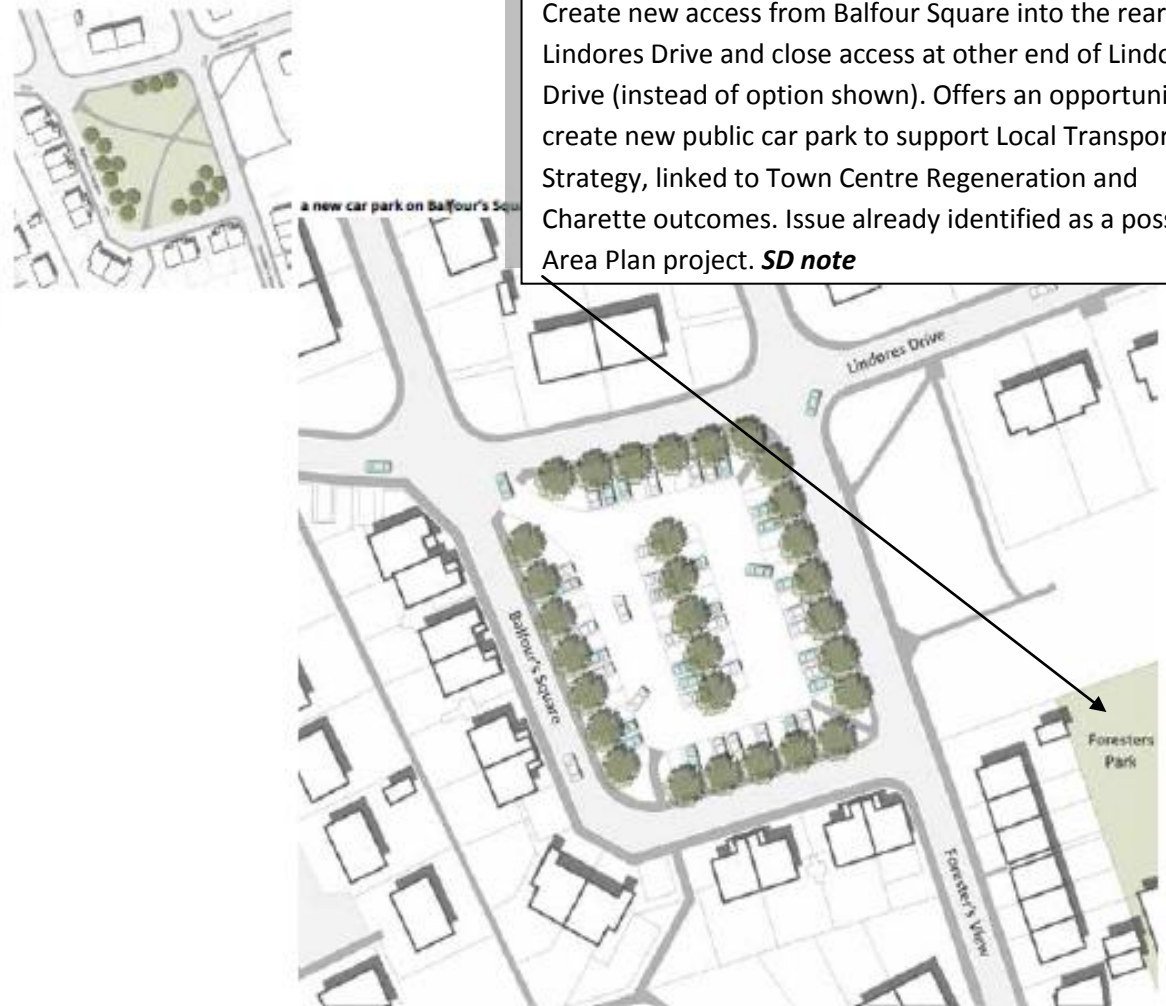 Create new access from Balfour Square into the rear
Lindores Drive and close access at other end of Lindo
Drive (instead of option shown). Offers an opportuni
create new public car park to support Local Transpor
Strategy, linked to Town Centre Regeneration and
Charette outcomes. Issue already identified as a poss
Area Plan project. SD note
a new car park on Balfour's Squ
Lindores Drive
Balfour's Square
Foresters
Park
Forester's View